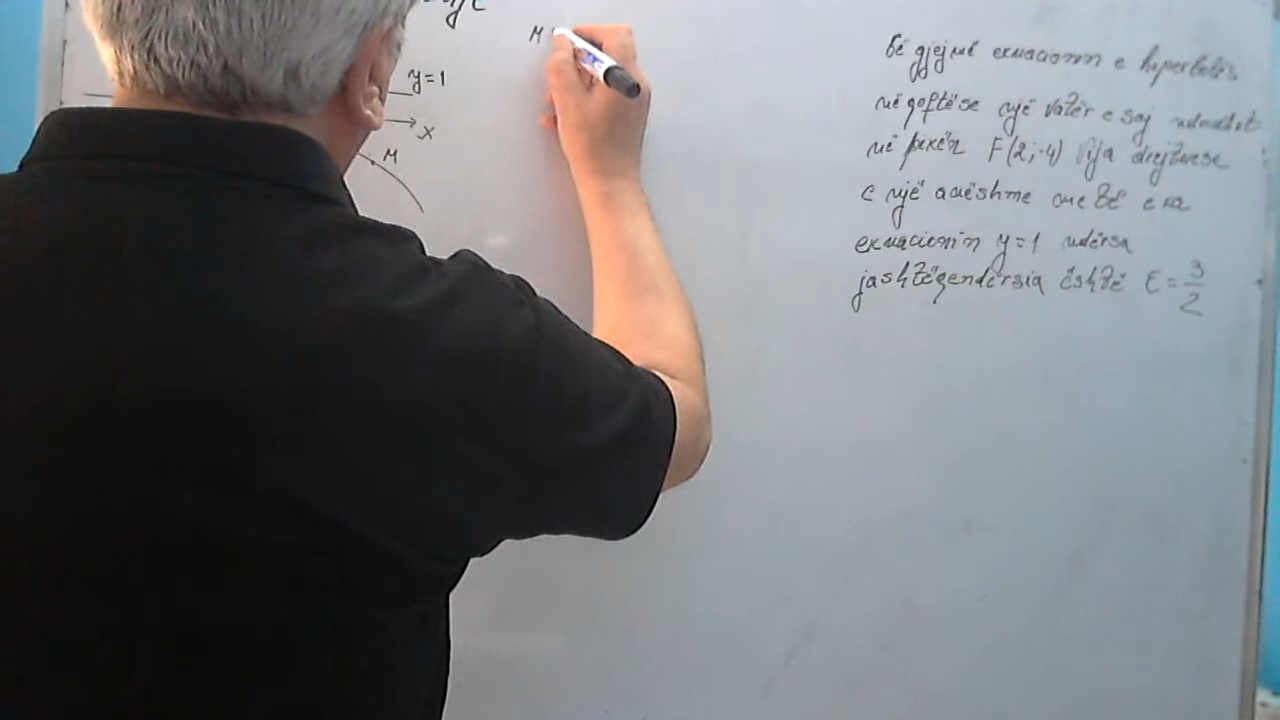 M
y=1
x
M
Të gjejmë ekuacionin e hiperbolës
në qoftëse një vatër e saj ndodhet
në pikën F(2;-4) Vija drejtuese
e një anëshme me të e ka
ekuacionin y=1 ndërsa
jashtëqendërsia është ε=3/2